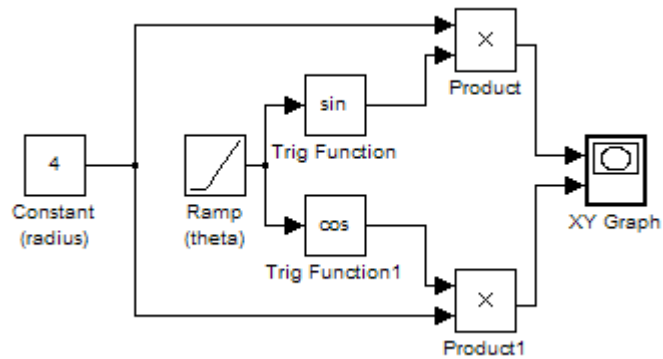 ×
Product
sin
Trig Function
4
Constant
(radius)
Ramp
(theta)
XY Graph
cos
Trig Function1
×
Product1